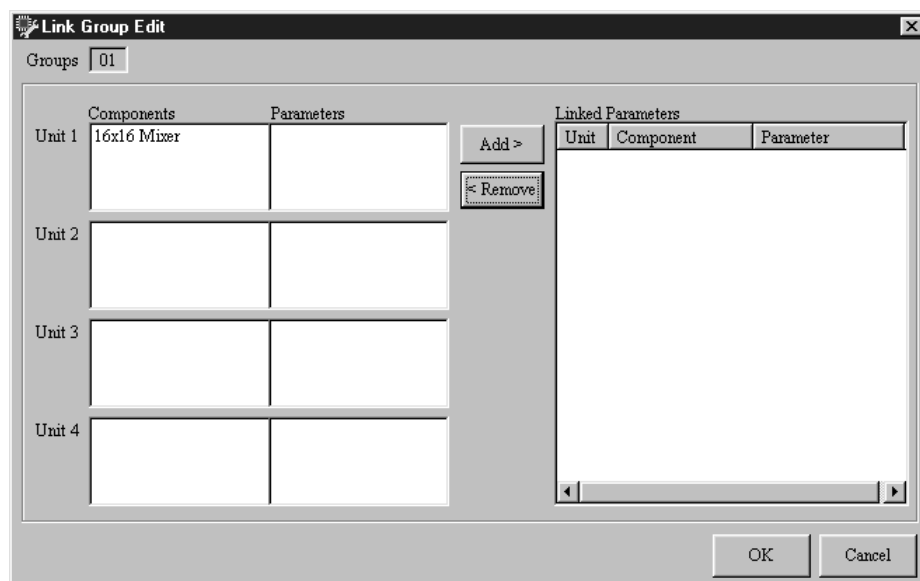 Link Group Edit
Groups 01
Components Parameters Linked Parameters
Unit 1 16x16 Mixer Add > Unit Component Parameter
< Remove
Unit 2
Unit 3
Unit 4
OK Cancel